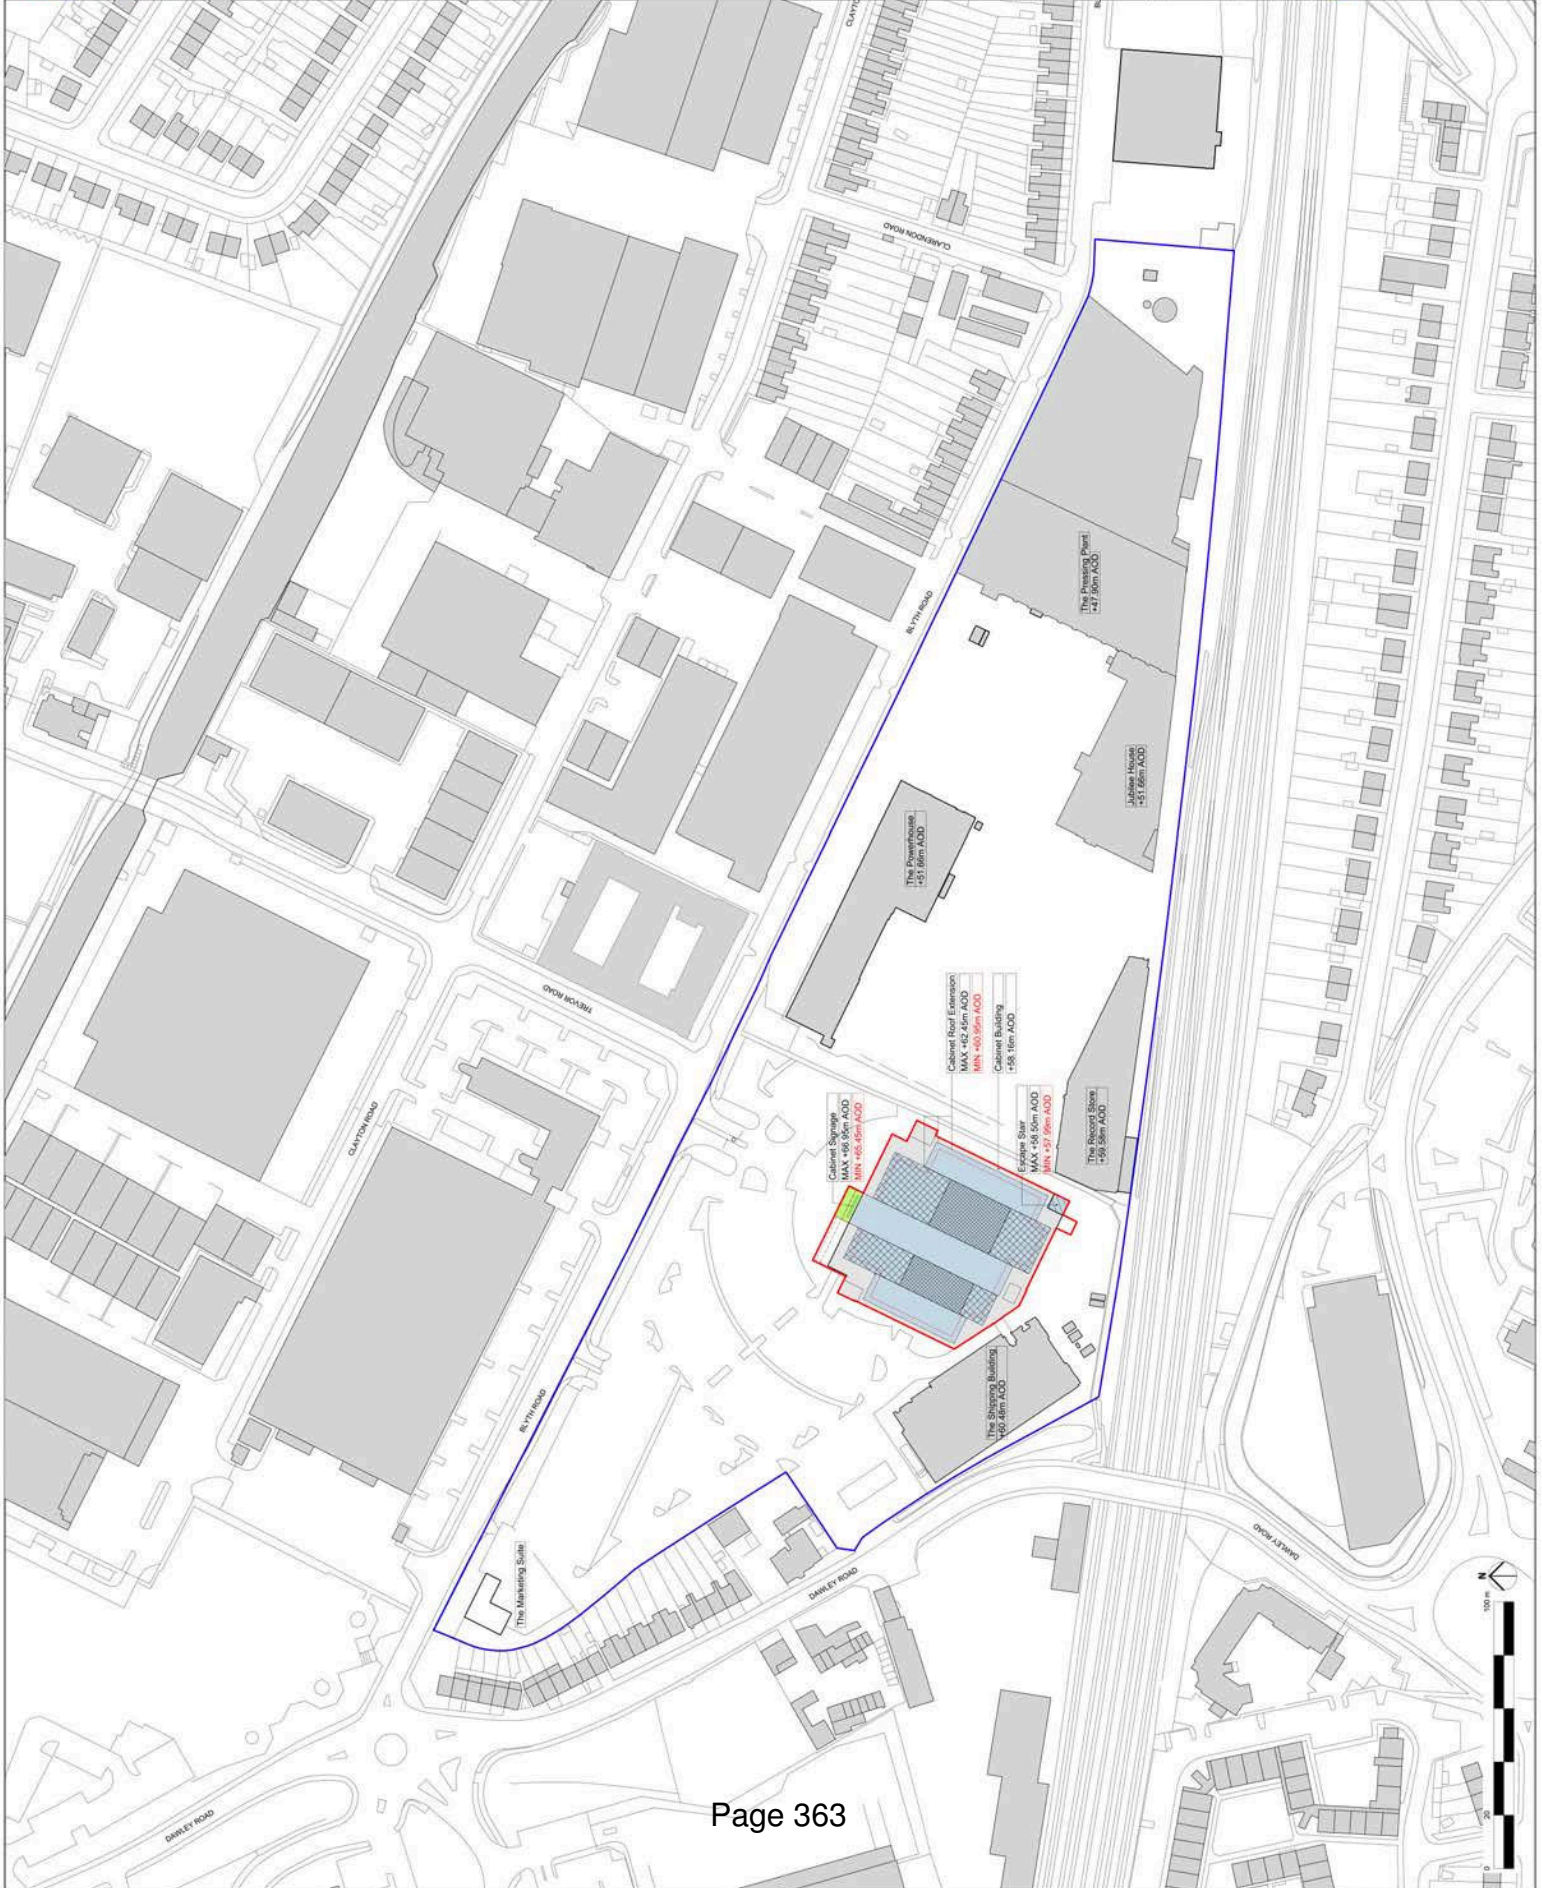 CLAYTO
BL
CLARENDON ROAD
BLYTH ROAD
The Pressing Plant
+47.90m AOD
Jubilee House
+51.66m AOD
The Powerhouse
+51.66m AOD
TREVOR ROAD
Cabinet Roof Extension
MAX +62.45m AOD
MIN +60.95m AOD
Cabinet Building
+58.16m AOD
Cabinet Signage
MAX +66.95m AOD
MIN +65.45m AOD
Escape Stair
MAX +58.50m AOD
MIN +57.95m AOD
The Record Store
+59.58m AOD
CLAYTON ROAD
BLYTH ROAD
The Shipping Building
+60.48m AOD
The Marketing Suite
DAWLEY ROAD
DAWLEY ROAD
DAWLEY ROAD
N
0
20
100 m
Page 363